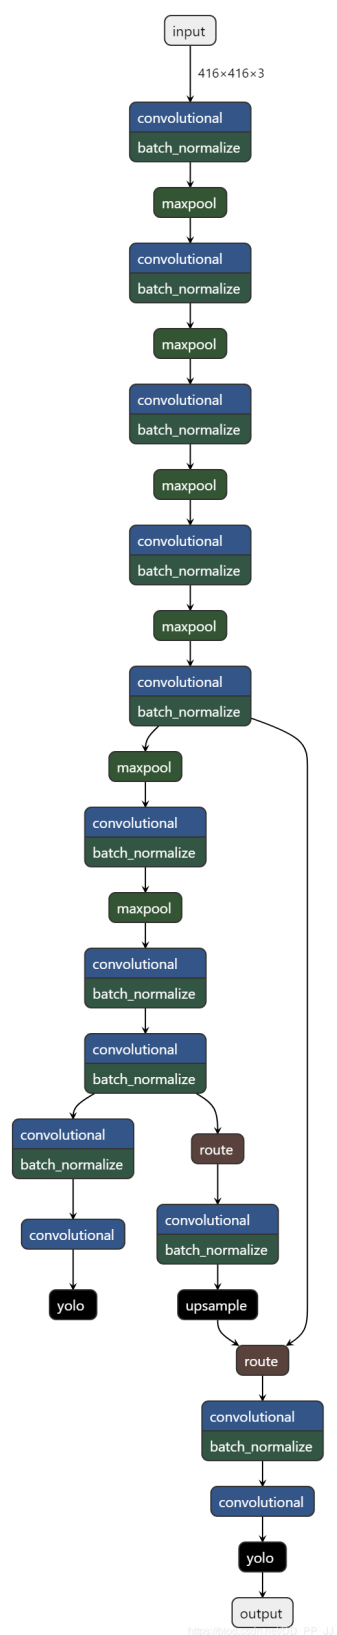 input
416×416×3
convolutional
batch_normalize
maxpool
convolutional
batch_normalize
maxpool
convolutional
batch_normalize
maxpool
convolutional
batch_normalize
maxpool
convolutional
batch_normalize
maxpool
convolutional
batch_normalize
maxpool
convolutional
batch_normalize
convolutional
batch_normalize
convolutional
batch_normalize
convolutional
yolo
route
convolutional
batch_normalize
upsample
route
convolutional
batch_normalize
convolutional
yolo
output